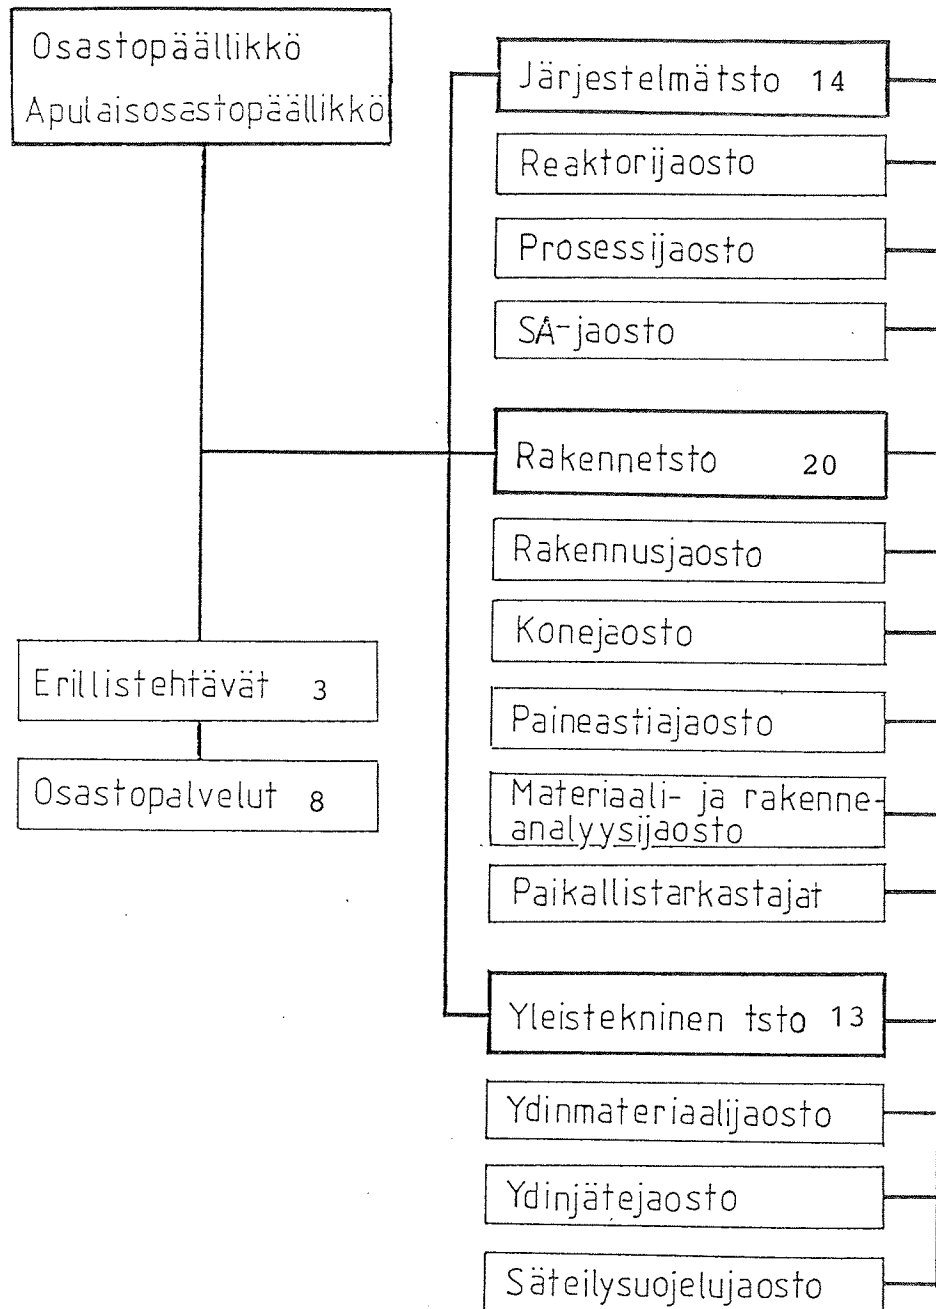 Osastopäällikkö
Apulaisosastopäällikkö
Erillistehtävät 3
Osastopalvelut 8
Järjestelmätsto 14
Reaktorijaosto
Prosessijaosto
SA-jaosto
Rakennetsto 20
Rakennusjaosto
Konejaosto
Paineastiajaosto
Materiaali- ja rakenne-
analyysijaosto
Paikallistarkastajat
Yleistekninen tsto 13
Ydinmateriaalijaosto
Ydinjätejaosto
Säteilysuojelujaosto